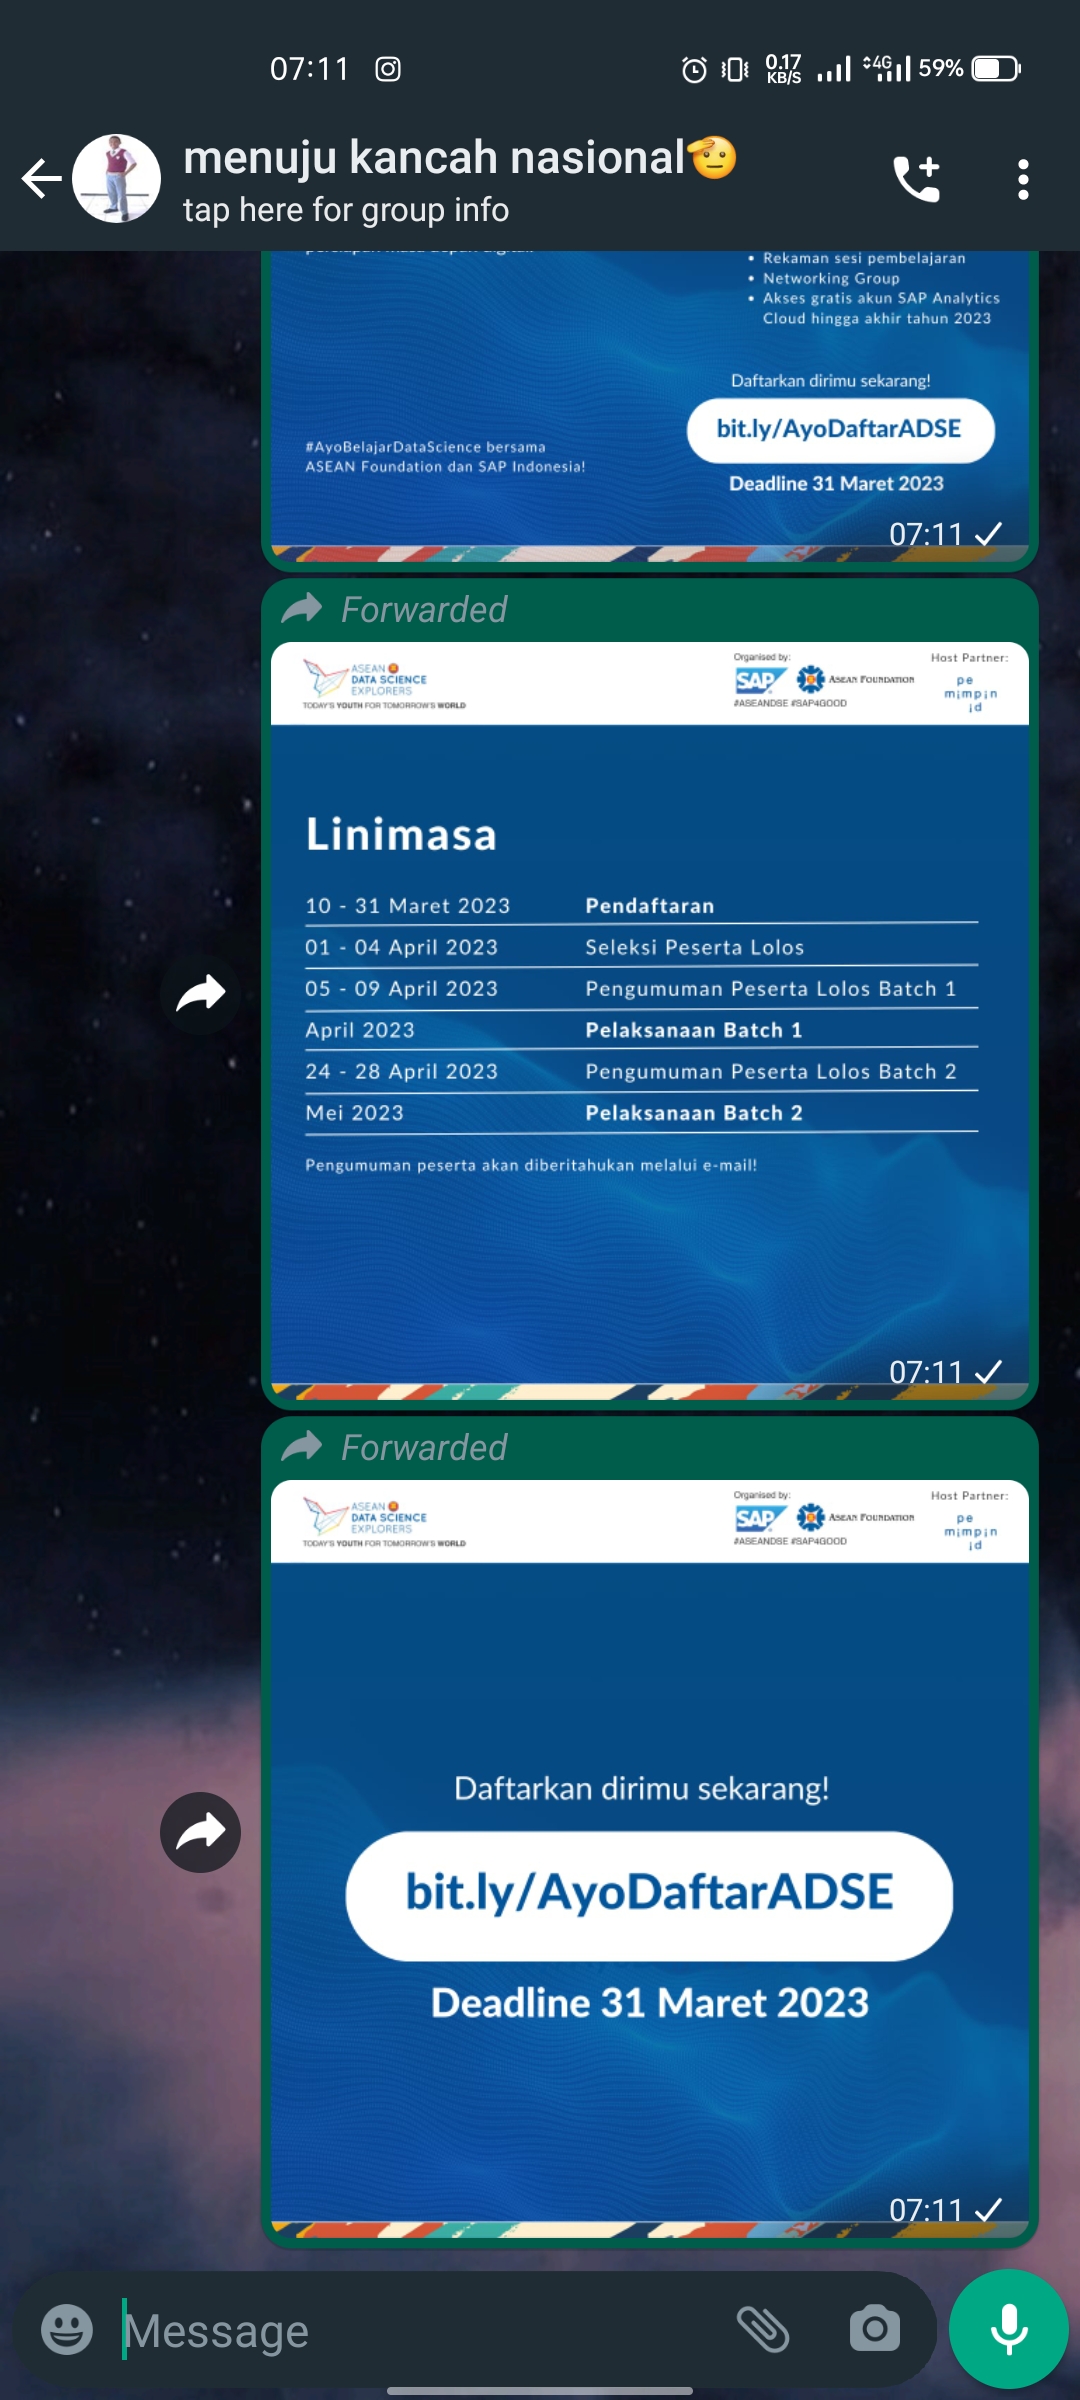 07:11
0.17
KB/S
4G
59%
menuju kancah nasional
tap here for group info
Rekaman sesi pembelajaran
Networking Group
Akses gratis akun SAP Analytics
Cloud hingga akhir tahun 2023
Daftarkan dirimu sekarang!
bit.ly/AyoDaftarADSE
#AyoBelajarDataScience bersama
ASEAN Foundation dan SAP Indonesia!
Deadline 31 Maret 2023
07:11
Forwarded
ASEAN
DATA SCIENCE
EXPLORERS
TODAY'S YOUTH FOR TOMORROW'S WORLD
Organised by:
SAP
ASEAN FOUNDATION
#ASEANDSE #SAP4GOOD
Host Partner:
pe
mimpin
id
Linimasa
10 - 31 Maret 2023 Pendaftaran
01 - 04 April 2023 Seleksi Peserta Lolos
05 - 09 April 2023 Pengumuman Peserta Lolos Batch 1
April 2023 Pelaksanaan Batch 1
24 - 28 April 2023 Pengumuman Peserta Lolos Batch 2
Mei 2023 Pelaksanaan Batch 2
Pengumuman peserta akan diberitahukan melalui e-mail!
07:11
Forwarded
ASEAN
DATA SCIENCE
EXPLORERS
TODAY'S YOUTH FOR TOMORROW'S WORLD
Organised by:
SAP
ASEAN FOUNDATION
#ASEANDSE #SAP4GOOD
Host Partner:
pe
mimpin
id
Daftarkan dirimu sekarang!
bit.ly/AyoDaftarADSE
Deadline 31 Maret 2023
07:11
Message